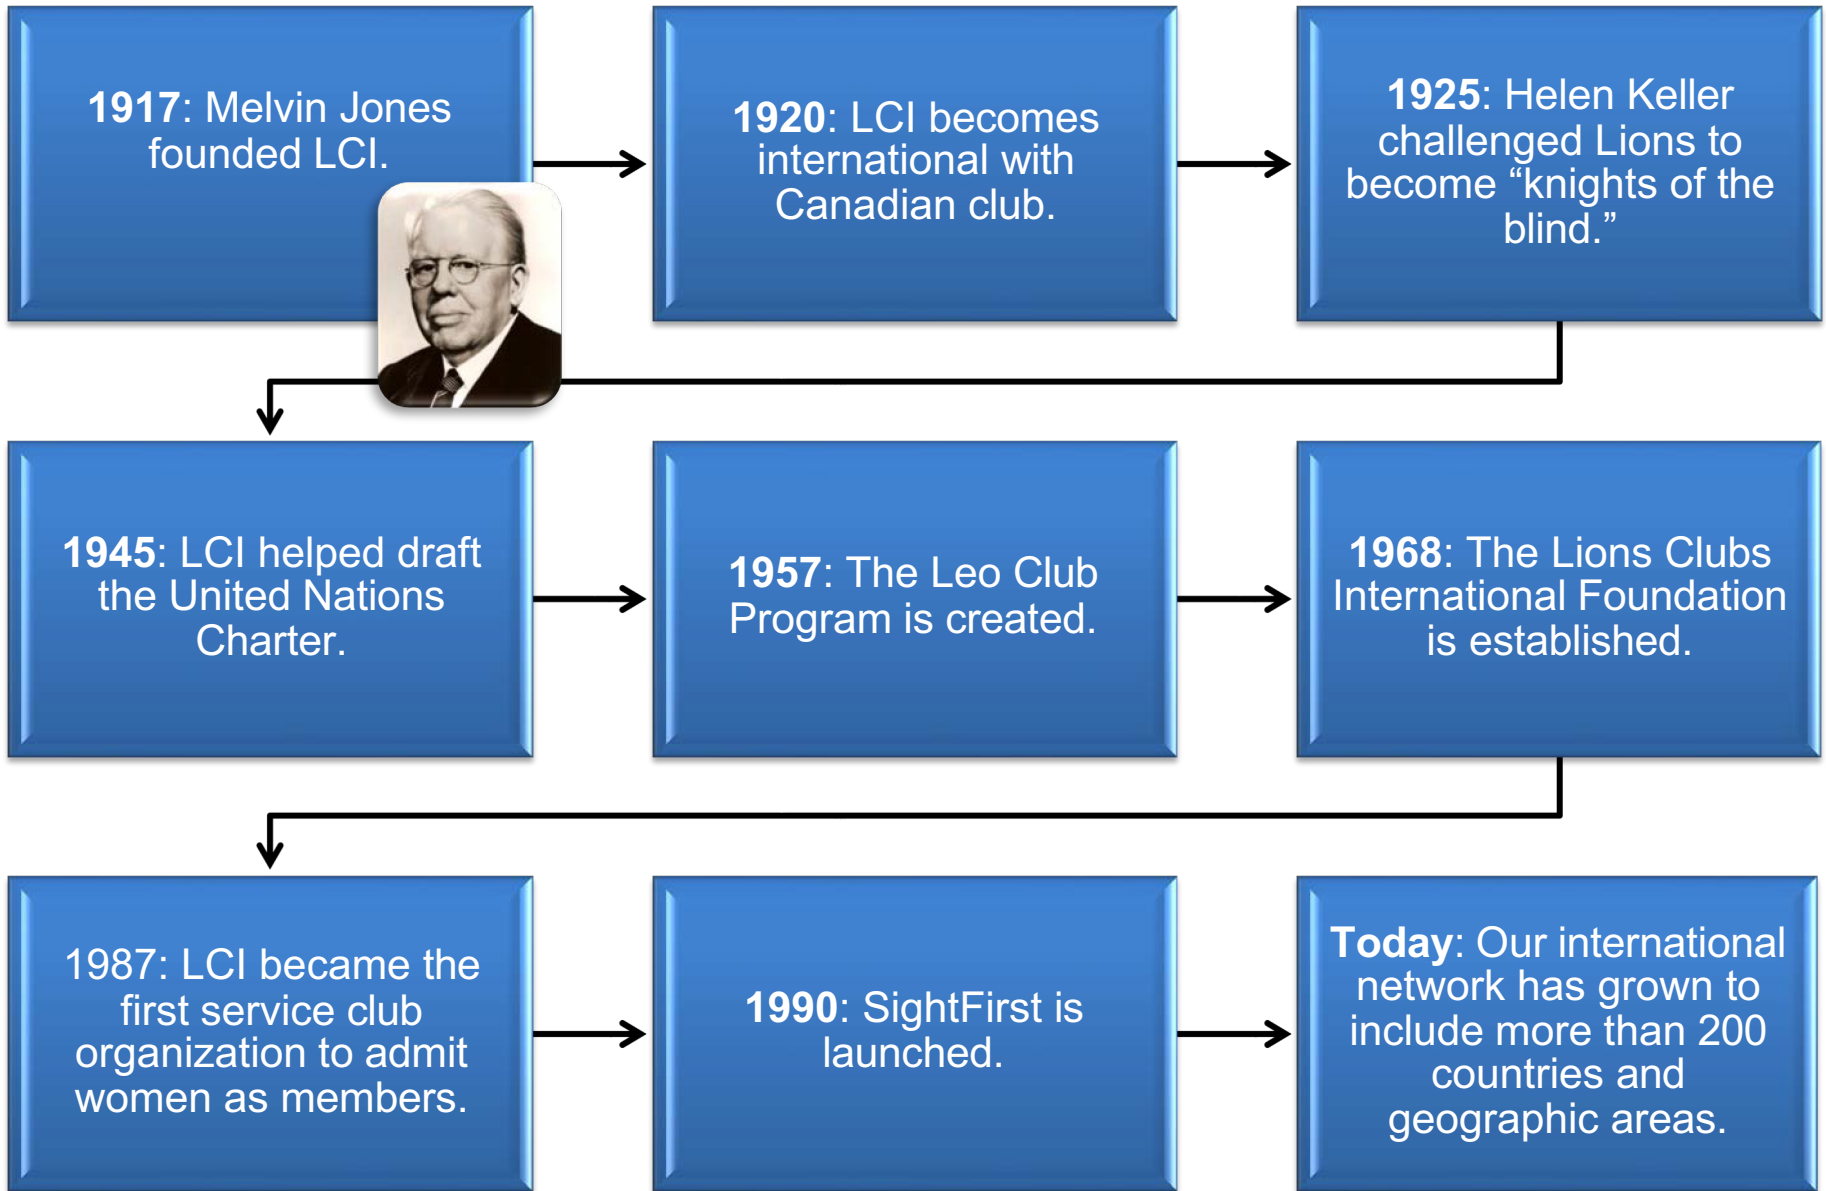 1917: Melvin Jones
founded LCI.
1920: LCI becomes
international with
Canadian club.
1925: Helen Keller
challenged Lions to
become “knights of the
blind.”
1945: LCI helped draft
the United Nations
Charter.
1957: The Leo Club
Program is created.
1968: The Lions Clubs
International Foundation
is established.
1987: LCI became the
first service club
organization to admit
women as members.
1990: SightFirst is
launched.
Today: Our international
network has grown to
include more than 200
countries and
geographic areas.